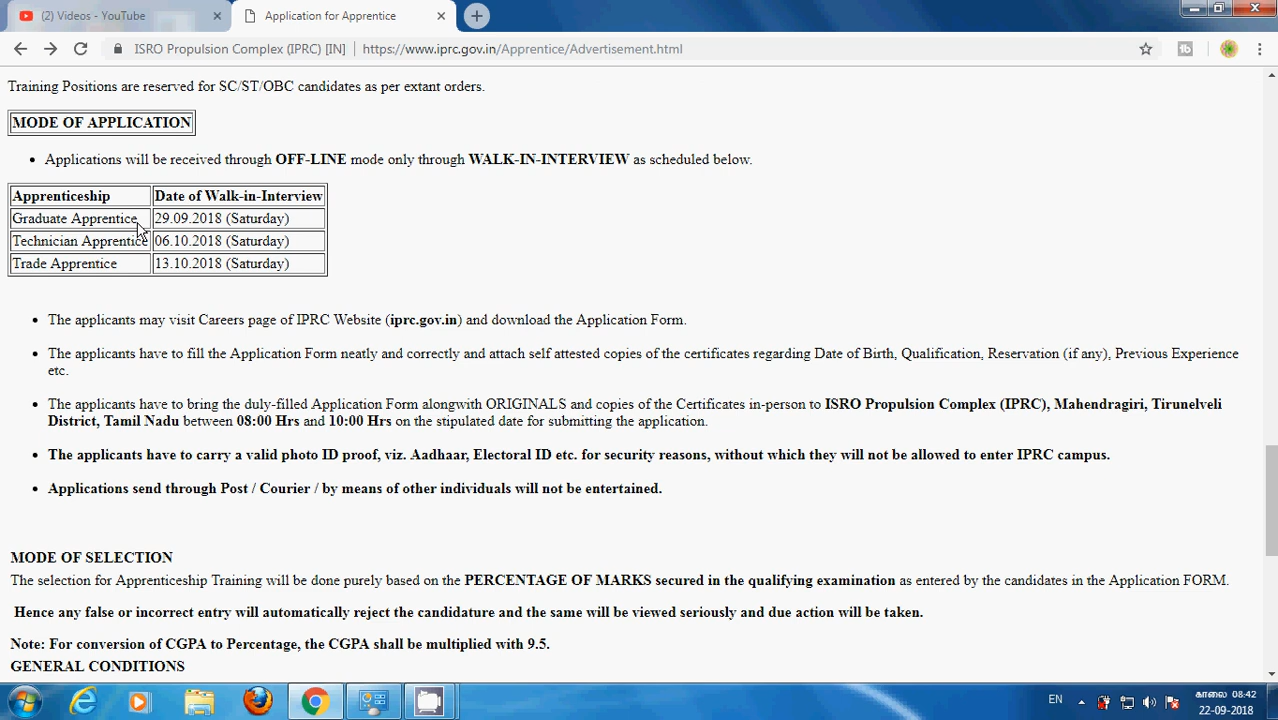 (2) Videos - YouTube
Application for Apprentice
ISRO Propulsion Complex (IPRC) [IN] https://www.iprc.gov.in/Apprentice/Advertisement.html
Training Positions are reserved for SC/ST/OBC candidates as per extant orders.
MODE OF APPLICATION
• Applications will be received through OFF-LINE mode only through WALK-IN-INTERVIEW as scheduled below.
Apprenticeship Date of Walk-in-Interview
Graduate Apprentice 29.09.2018 (Saturday)
Technician Apprentice 06.10.2018 (Saturday)
Trade Apprentice 13.10.2018 (Saturday)
• The applicants may visit Careers page of IPRC Website (iprc.gov.in) and download the Application Form.
• The applicants have to fill the Application Form neatly and correctly and attach self attested copies of the certificates regarding Date of Birth, Qualification, Reservation (if any), Previous Experience
etc.
• The applicants have to bring the duly-filled Application Form alongwith ORIGINALS and copies of the Certificates in-person to ISRO Propulsion Complex (IPRC), Mahendragiri, Tirunelveli
District, Tamil Nadu between 08:00 Hrs and 10:00 Hrs on the stipulated date for submitting the application.
• The applicants have to carry a valid photo ID proof, viz. Aadhaar, Electoral ID etc. for security reasons, without which they will not be allowed to enter IPRC campus.
• Applications send through Post / Courier / by means of other individuals will not be entertained.
MODE OF SELECTION
The selection for Apprenticeship Training will be done purely based on the PERCENTAGE OF MARKS secured in the qualifying examination as entered by the candidates in the Application FORM.
Hence any false or incorrect entry will automatically reject the candidature and the same will be viewed seriously and due action will be taken.
Note: For conversion of CGPA to Percentage, the CGPA shall be multiplied with 9.5.
GENERAL CONDITIONS
EN
காலை 08:42
22-09-2018